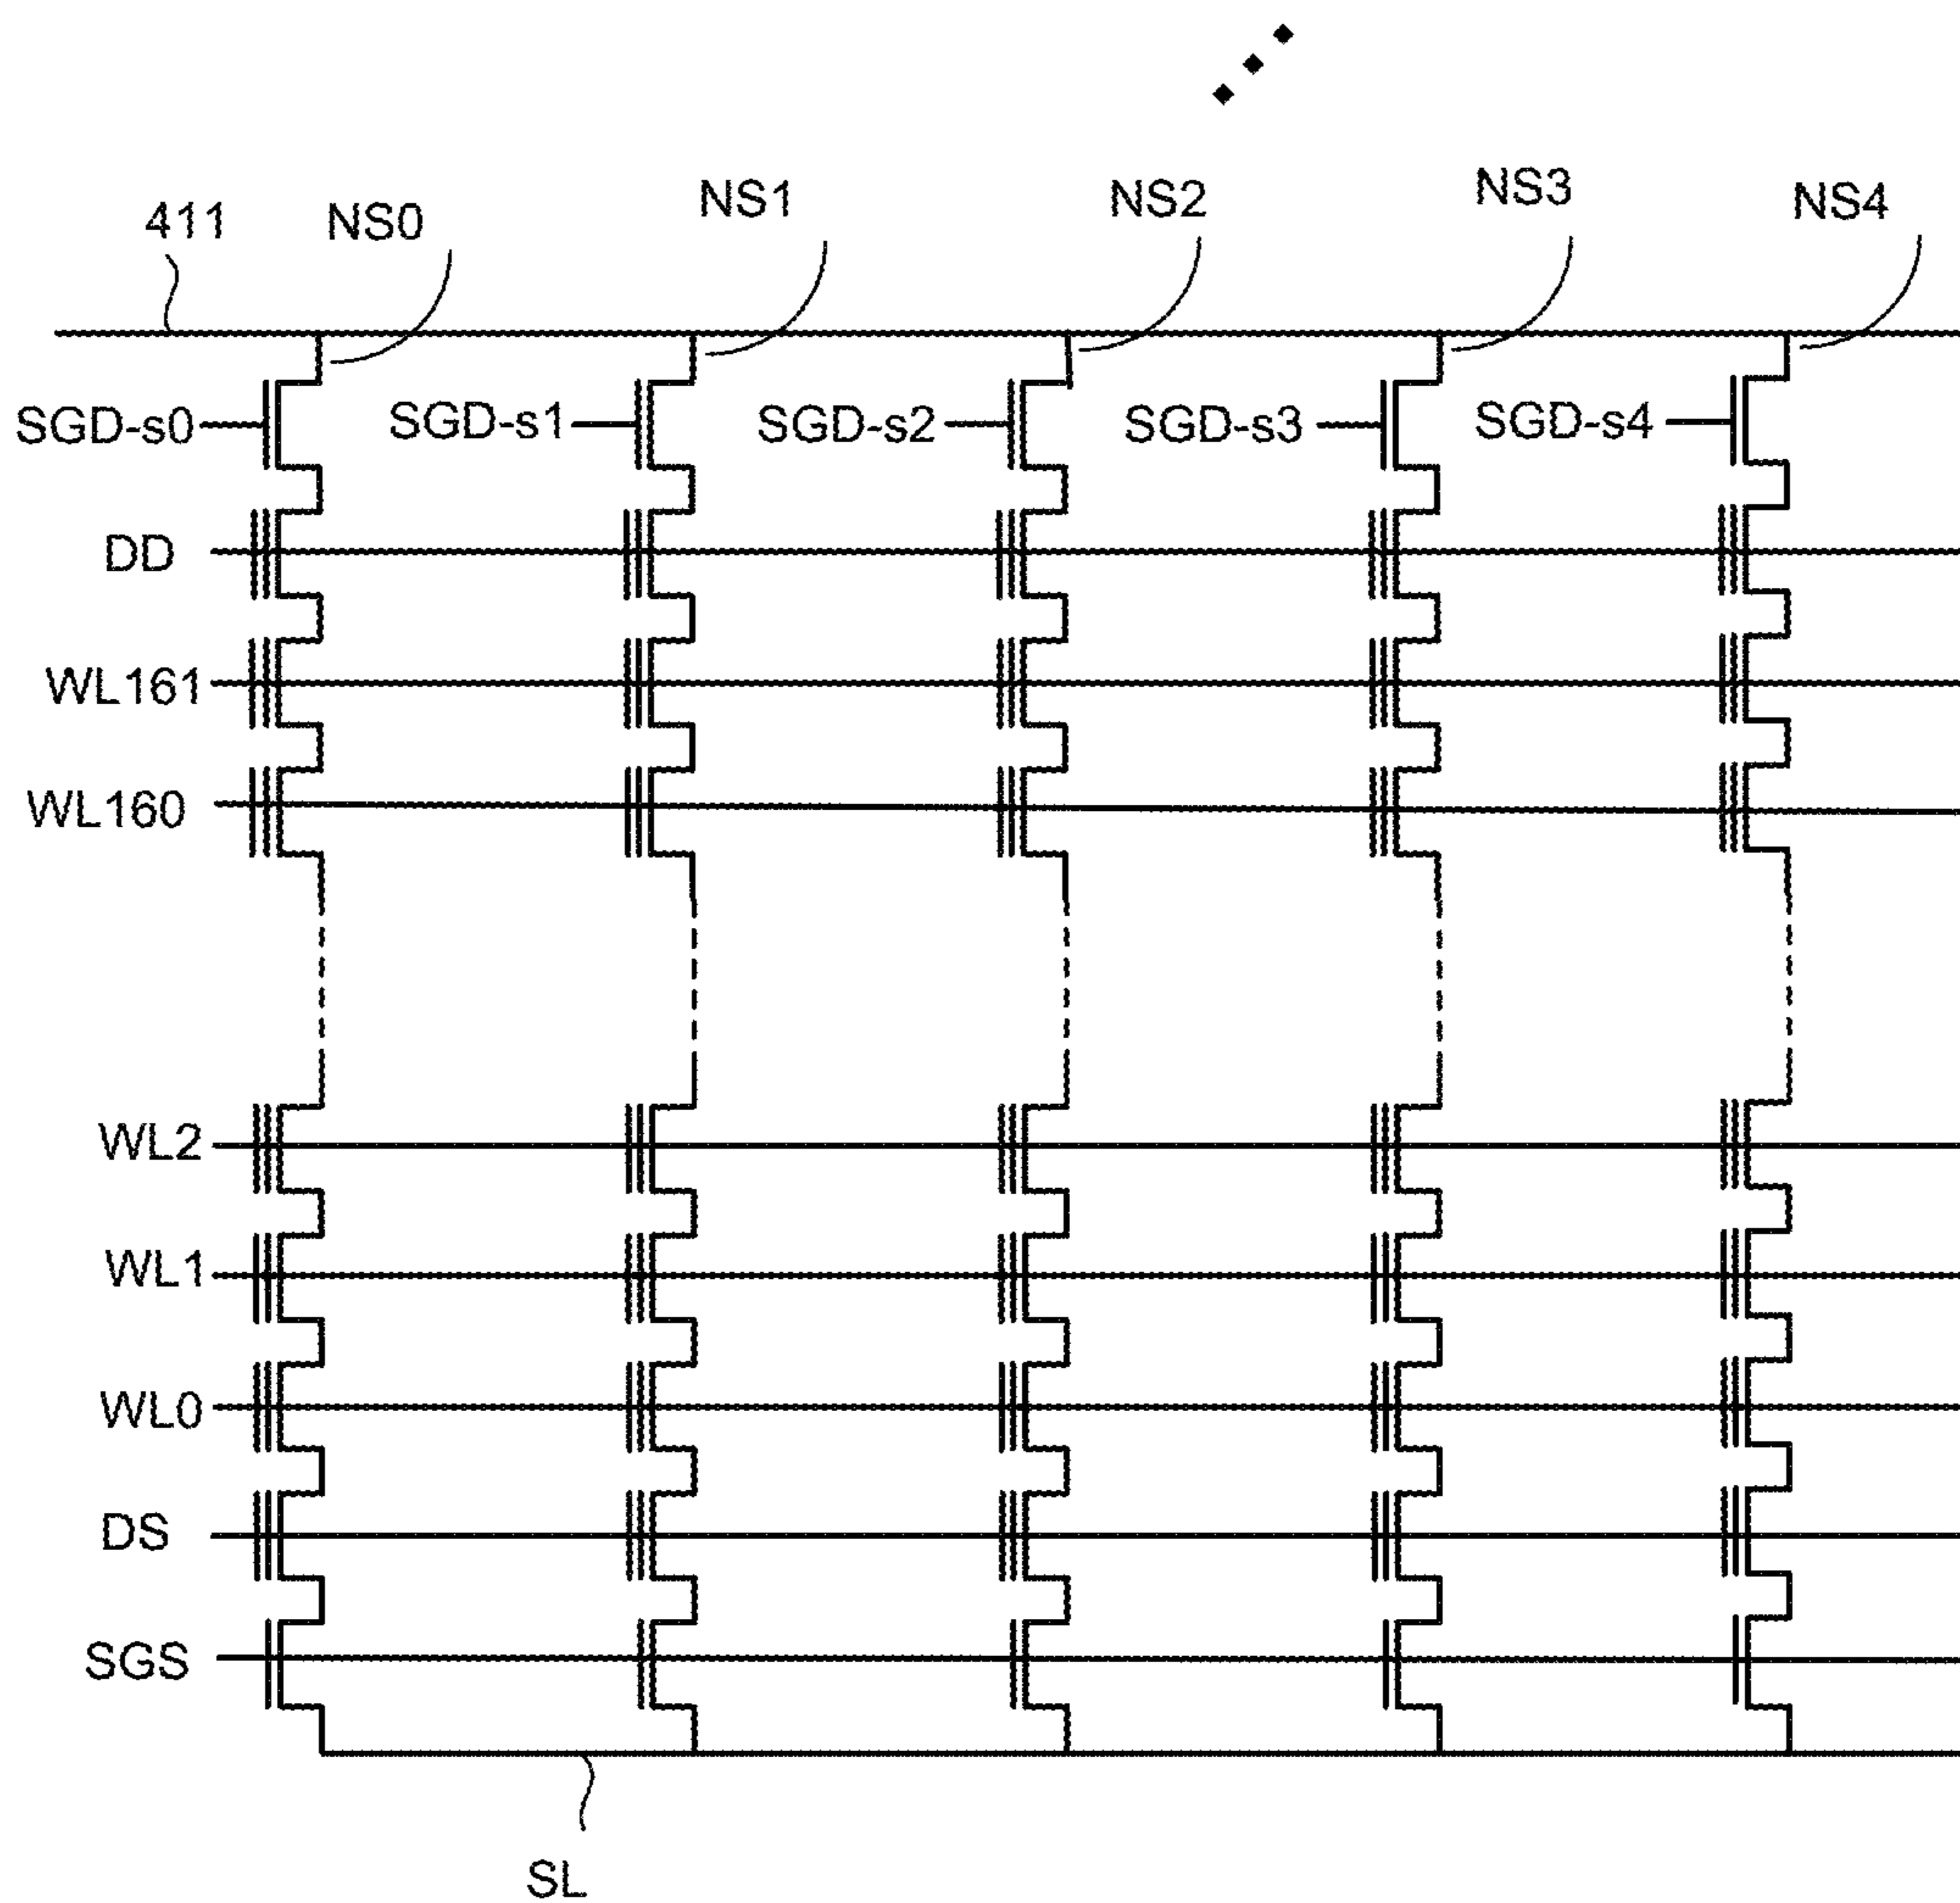 411
NS0
NS1
NS2
NS3
NS4
SGD-s0
SGD-s1
SGD-s2
SGD-s3
SGD-s4
DD
WL161
WL160
WL2
WL1
WL0
DS
SGS
SL